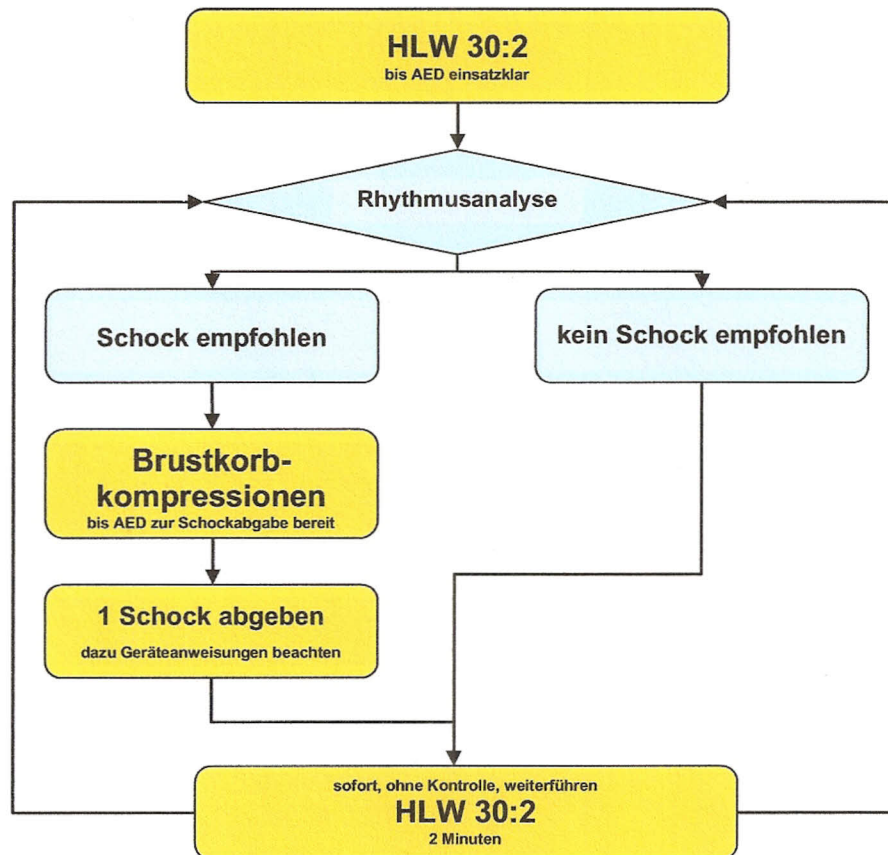 HLW 30:2
bis AED einsatzklar
Rhythmusanalyse
Schock empfohlen
kein Schock empfohlen
Brustkorb-
kompressionen
bis AED zur Schockabgabe bereit
1 Schock abgeben
dazu Geräteanweisungen beachten
sofort, ohne Kontrolle, weiterführen
HLW 30:2
2 Minuten